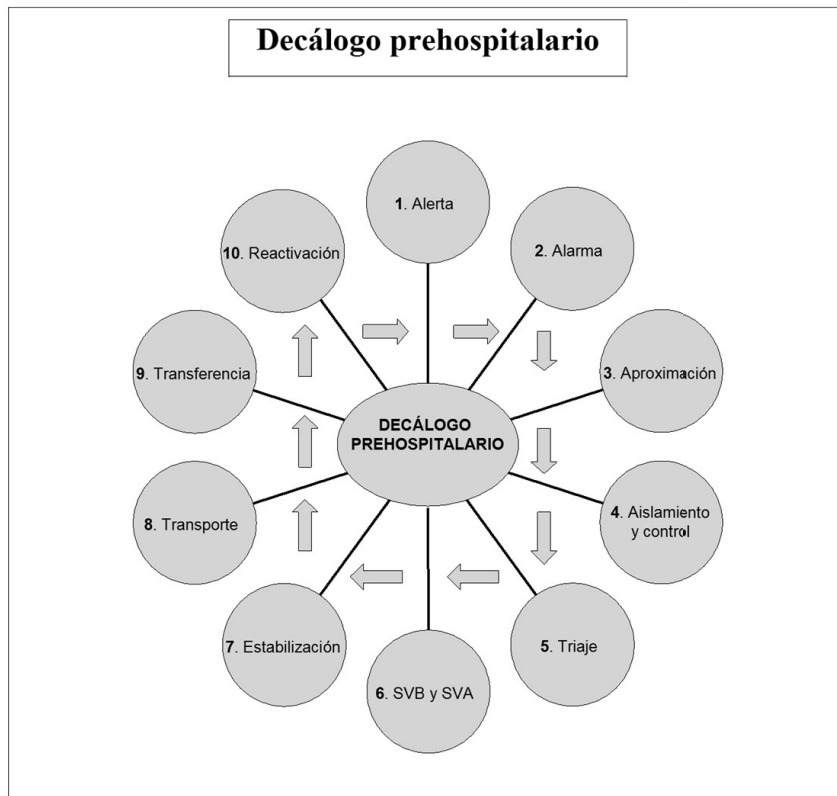 Decálogo prehospitalario
1. Alerta
2. Alarma
3. Aproximación
4. Aislamiento
y control
5. Triaje
6. SVB y SVA
7. Estabilización
8. Transporte
9. Transferencia
10. Reactivación
DECÁLOGO
PREHOSPITALARIO